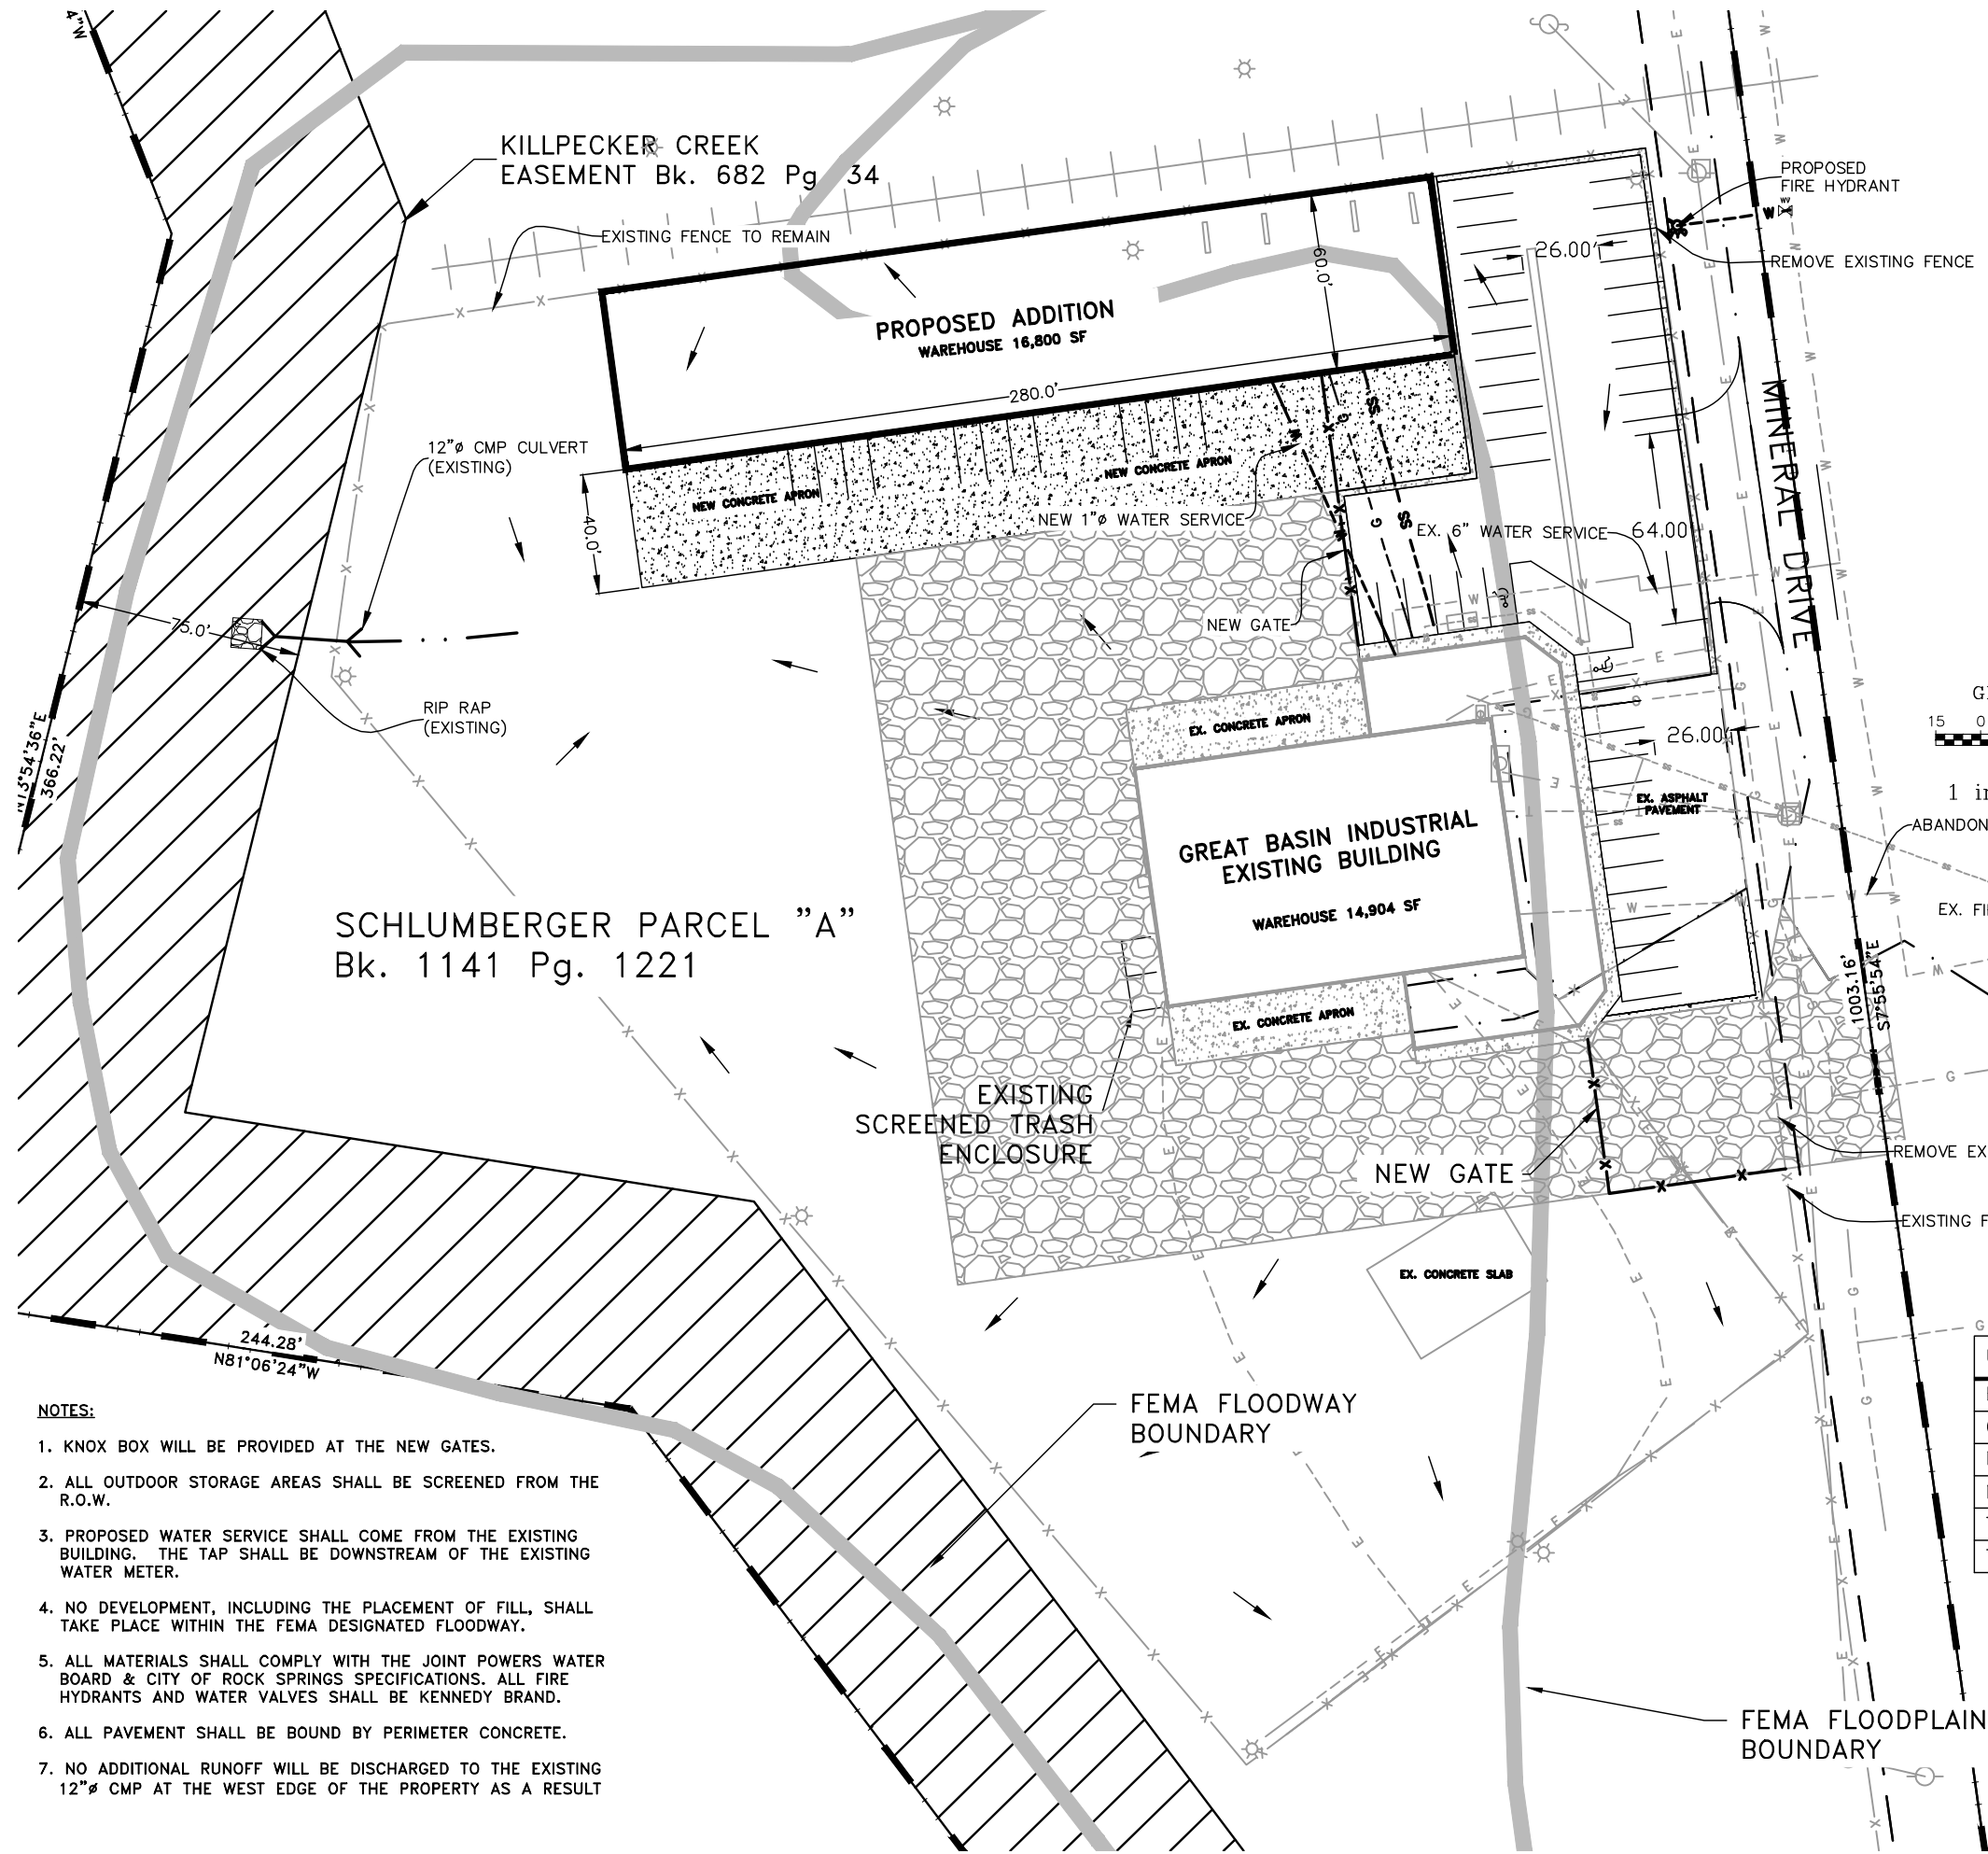 4"W
KILLPECKER CREEK
EASEMENT Bk. 682 Pg. 34
EXISTING FENCE TO REMAIN
PROPOSED
FIRE HYDRANT
WV
W
REMOVE EXISTING FENCE
26.00'
60.0'
PROPOSED ADDITION
WAREHOUSE 16,800 SF
280.0'
MINERAL DRIVE
12"ø CMP CULVERT
(EXISTING)
NEW CONCRETE APRON
NEW CONCRETE APRON
40.0'
NEW 1"ø WATER SERVICE
EX. 6" WATER SERVICE
64.00'
NEW GATE
75.0'
RIP RAP
(EXISTING)
N13°54'36"E
366.22'
EX. CONCRETE APRON
26.00'
15 0
1 in
EX. ASPHALT
PAVEMENT
GREAT BASIN INDUSTRIAL
EXISTING BUILDING
WAREHOUSE 14,904 SF
ABANDON
EX. FI
SCHLUMBERGER PARCEL "A"
Bk. 1141 Pg. 1221
1003.16'
S7°55'54"E
EX. CONCRETE APRON
EXISTING
SCREENED TRASH
ENCLOSURE
NEW GATE
REMOVE EX
EXISTING F
EX. CONCRETE SLAB
244.28'
N81°06'24"W
FEMA FLOODWAY
BOUNDARY
FEMA FLOODPLAIN
BOUNDARY
NOTES:
1. KNOX BOX WILL BE PROVIDED AT THE NEW GATES.
2. ALL OUTDOOR STORAGE AREAS SHALL BE SCREENED FROM THE
R.O.W.
3. PROPOSED WATER SERVICE SHALL COME FROM THE EXISTING
BUILDING. THE TAP SHALL BE DOWNSTREAM OF THE EXISTING
WATER METER.
4. NO DEVELOPMENT, INCLUDING THE PLACEMENT OF FILL, SHALL
TAKE PLACE WITHIN THE FEMA DESIGNATED FLOODWAY.
5. ALL MATERIALS SHALL COMPLY WITH THE JOINT POWERS WATER
BOARD & CITY OF ROCK SPRINGS SPECIFICATIONS. ALL FIRE
HYDRANTS AND WATER VALVES SHALL BE KENNEDY BRAND.
6. ALL PAVEMENT SHALL BE BOUND BY PERIMETER CONCRETE.
7. NO ADDITIONAL RUNOFF WILL BE DISCHARGED TO THE EXISTING
12"ø CMP AT THE WEST EDGE OF THE PROPERTY AS A RESULT